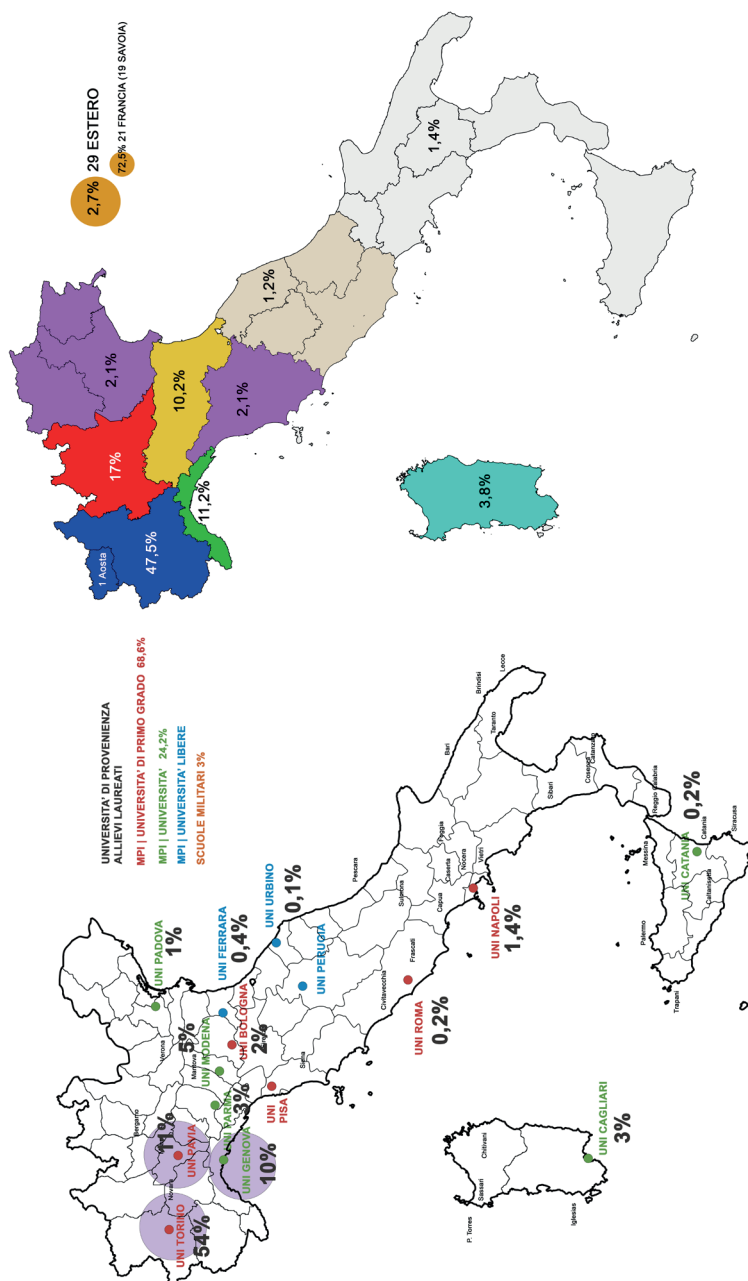 UNIVERSITA' DI PROVENIENZA
ALLIEVI LAUREATI
MPI | UNIVERSITA' DI PRIMO GRADO 68,6%
MPI | UNIVERSITA' 24,2%
MPI | UNIVERSITA' LIBERE
SCUOLE MILITARI 3%
UNI TORINO
54%
Novara
UNI PAVIA
11%
Bergamo
UNI GENOVA
10%
UNI PARMA
3%
Mantova
Verona
UNI MODENA
5%
UNI PADOVA
1%
UNI BOLOGNA
2%
UNI FERRARA
0,4%
UNI URBINO
0,1%
UNI
PISA
Siena
UNI PERUGIA
Pescara
Civitavecchia
Frascati
UNI ROMA
0,2%
Sulmona
Capua
Caserta
Nocera
Vietri
Foggia
UNI NAPOLI
1,4%
Bari
Taranto
Brindisi
Lecce
Sibari
Cosenza
Catanzaro
Reggio Calabria
Messina
Palermo
Trapani
Caltanissetta
UNI CATANIA
0,2%
Catania
Siracusa
P. Torres
Sassari
Chilivani
Iglesias
UNI CAGLIARI
3%
1 Aosta
47,5%
17%
11,2%
2,1%
10,2%
2,1%
1,2%
1,4%
3,8%
2,7% 29 ESTERO
72,5% 21 FRANCIA (19 SAVOIA)